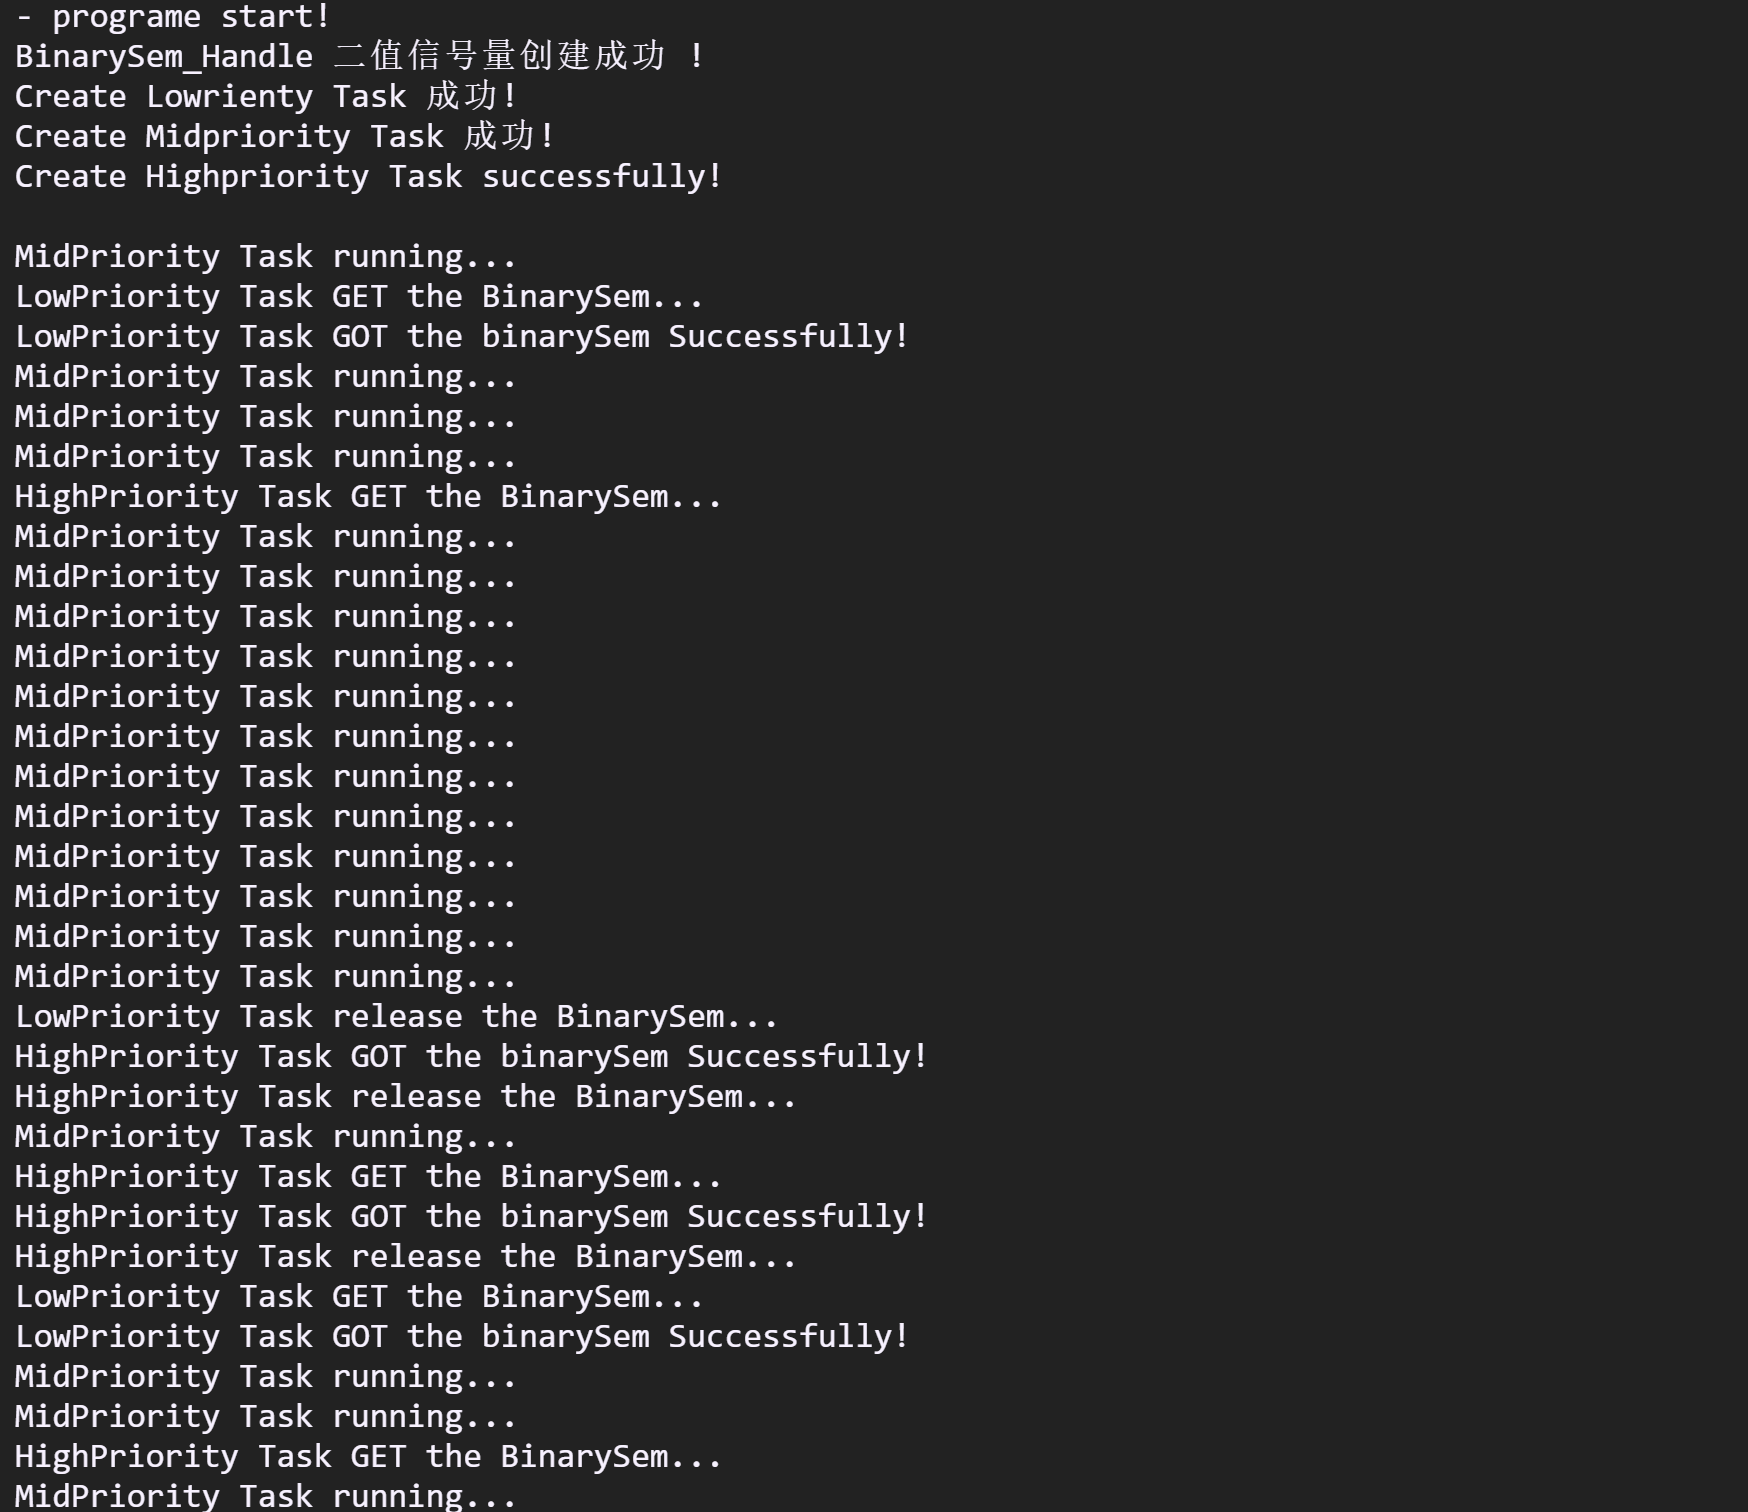 - programe start!
BinarySem_Handle 二值信号量创建成功 !
Create Lowrienty Task 成功!
Create Midpriority Task 成功!
Create Highpriority Task successfully!
MidPriority Task running...
LowPriority Task GET the BinarySem...
LowPriority Task GOT the binarySem Successfully!
MidPriority Task running...
MidPriority Task running...
MidPriority Task running...
HighPriority Task GET the BinarySem...
MidPriority Task running...
MidPriority Task running...
MidPriority Task running...
MidPriority Task running...
MidPriority Task running...
MidPriority Task running...
MidPriority Task running...
MidPriority Task running...
MidPriority Task running...
MidPriority Task running...
MidPriority Task running...
MidPriority Task running...
LowPriority Task release the BinarySem...
HighPriority Task GOT the binarySem Successfully!
HighPriority Task release the BinarySem...
MidPriority Task running...
HighPriority Task GET the BinarySem...
HighPriority Task GOT the binarySem Successfully!
HighPriority Task release the BinarySem...
LowPriority Task GET the BinarySem...
LowPriority Task GOT the binarySem Successfully!
MidPriority Task running...
MidPriority Task running...
HighPriority Task GET the BinarySem...
MidPriority Task running...